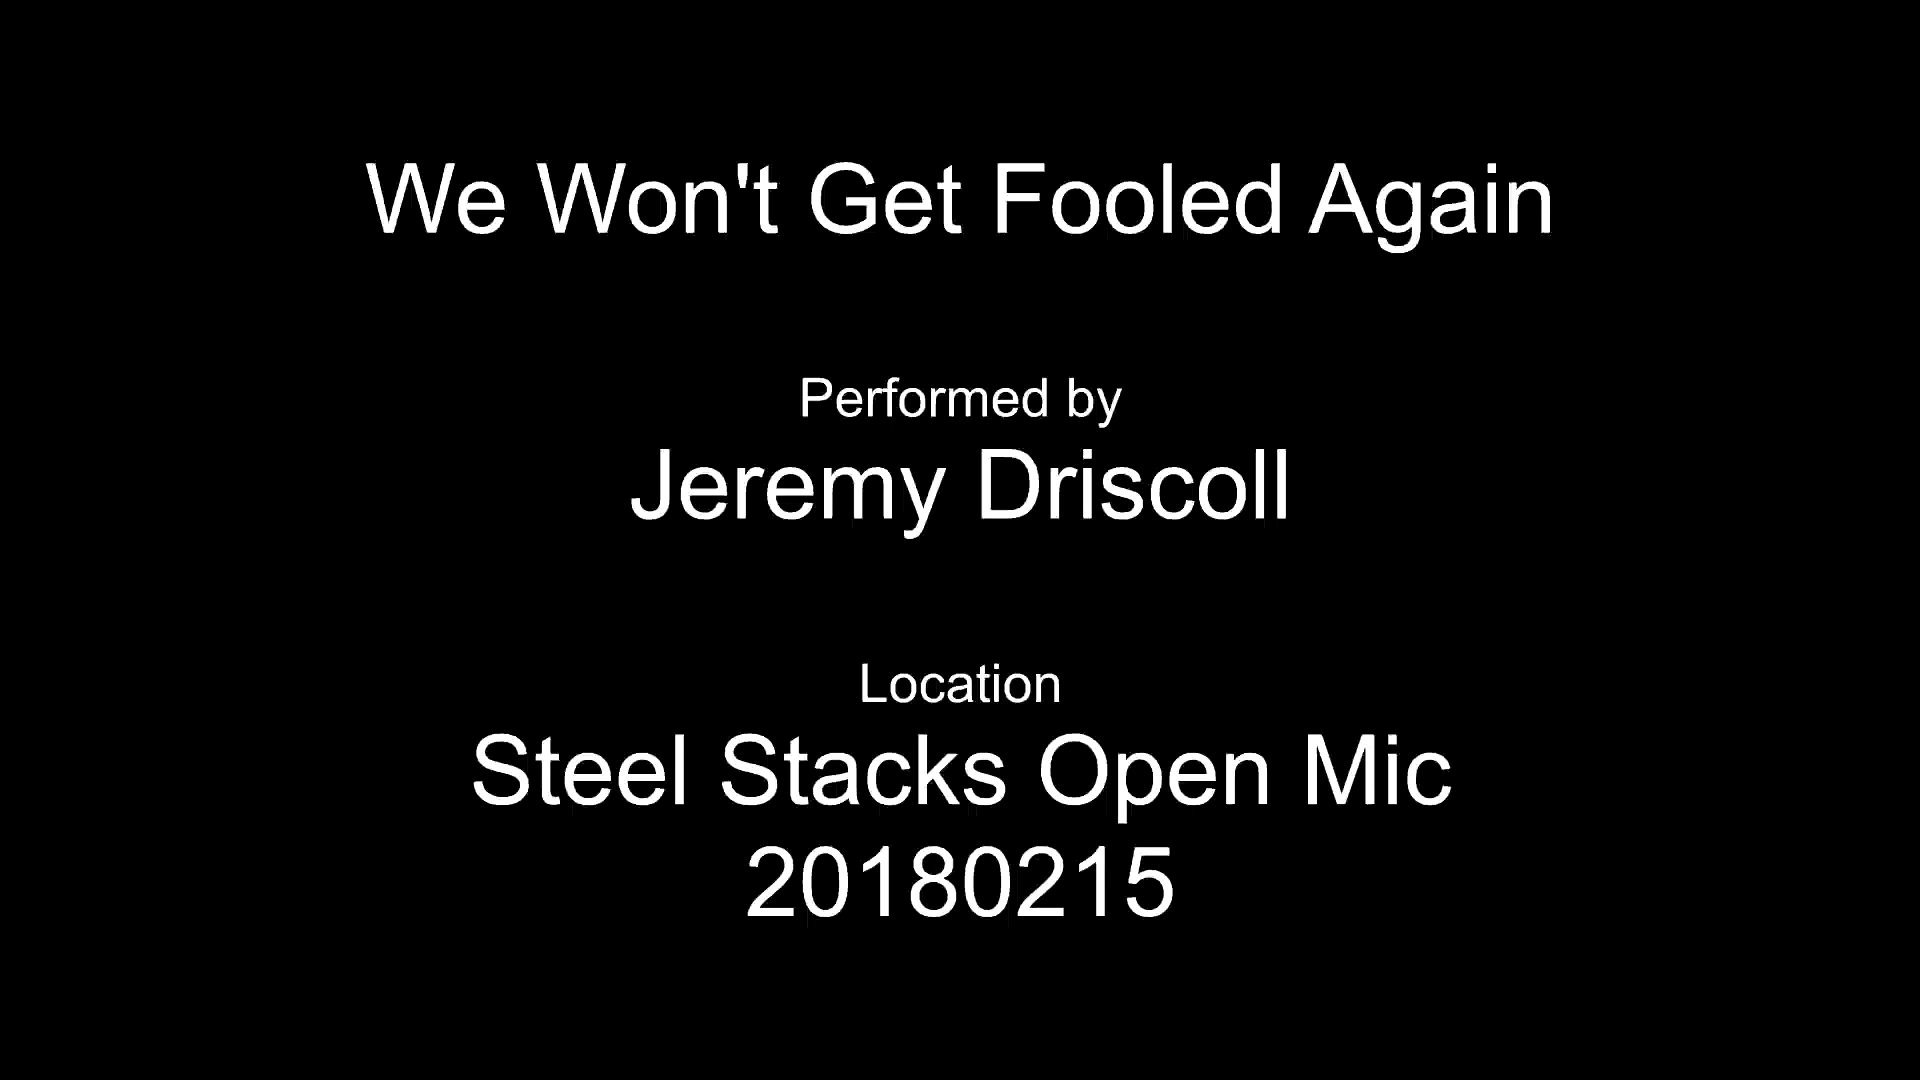 We Won't Get Fooled Again
Performed by
Jeremy Driscoll
Location
Steel Stacks Open Mic
20180215